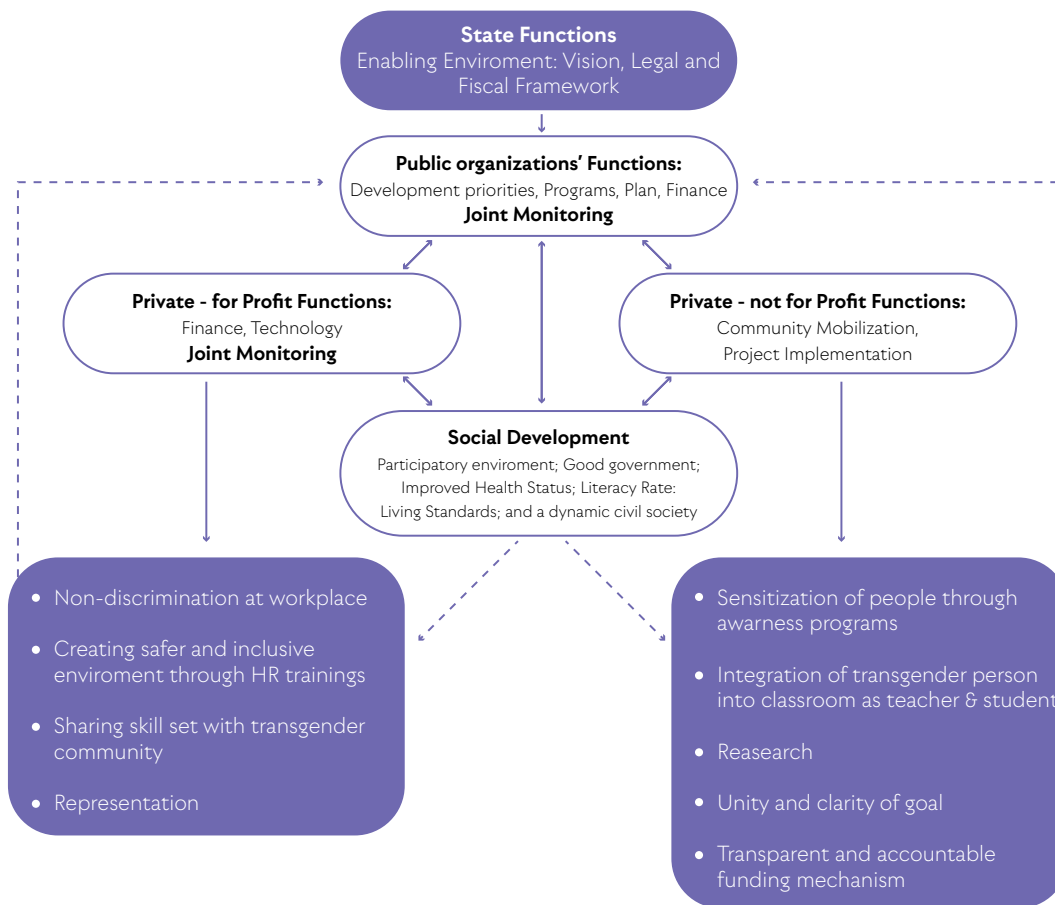 State Functions
Enabling Enviroment: Vision, Legal and
Fiscal Framework
Public organizations' Functions:
Development priorities, Programs, Plan, Finance
Joint Monitoring
Private - for Profit Functions:
Finance, Technology
Joint Monitoring
Private - not for Profit Functions:
Community Mobilization,
Project Implementation
Social Development
Participatory enviroment; Good government;
Improved Health Status; Literacy Rate:
Living Standards; and a dynamic civil society
• Non-discrimination at workplace
• Creating safer and inclusive
enviroment through HR trainings
• Sharing skill set with transgender
community
• Representation
• Sensitization of people through
awarness programs
• Integration of transgender person
into classroom as teacher & student
• Reasearch
• Unity and clarity of goal
• Transparent and accountable
funding mechanism